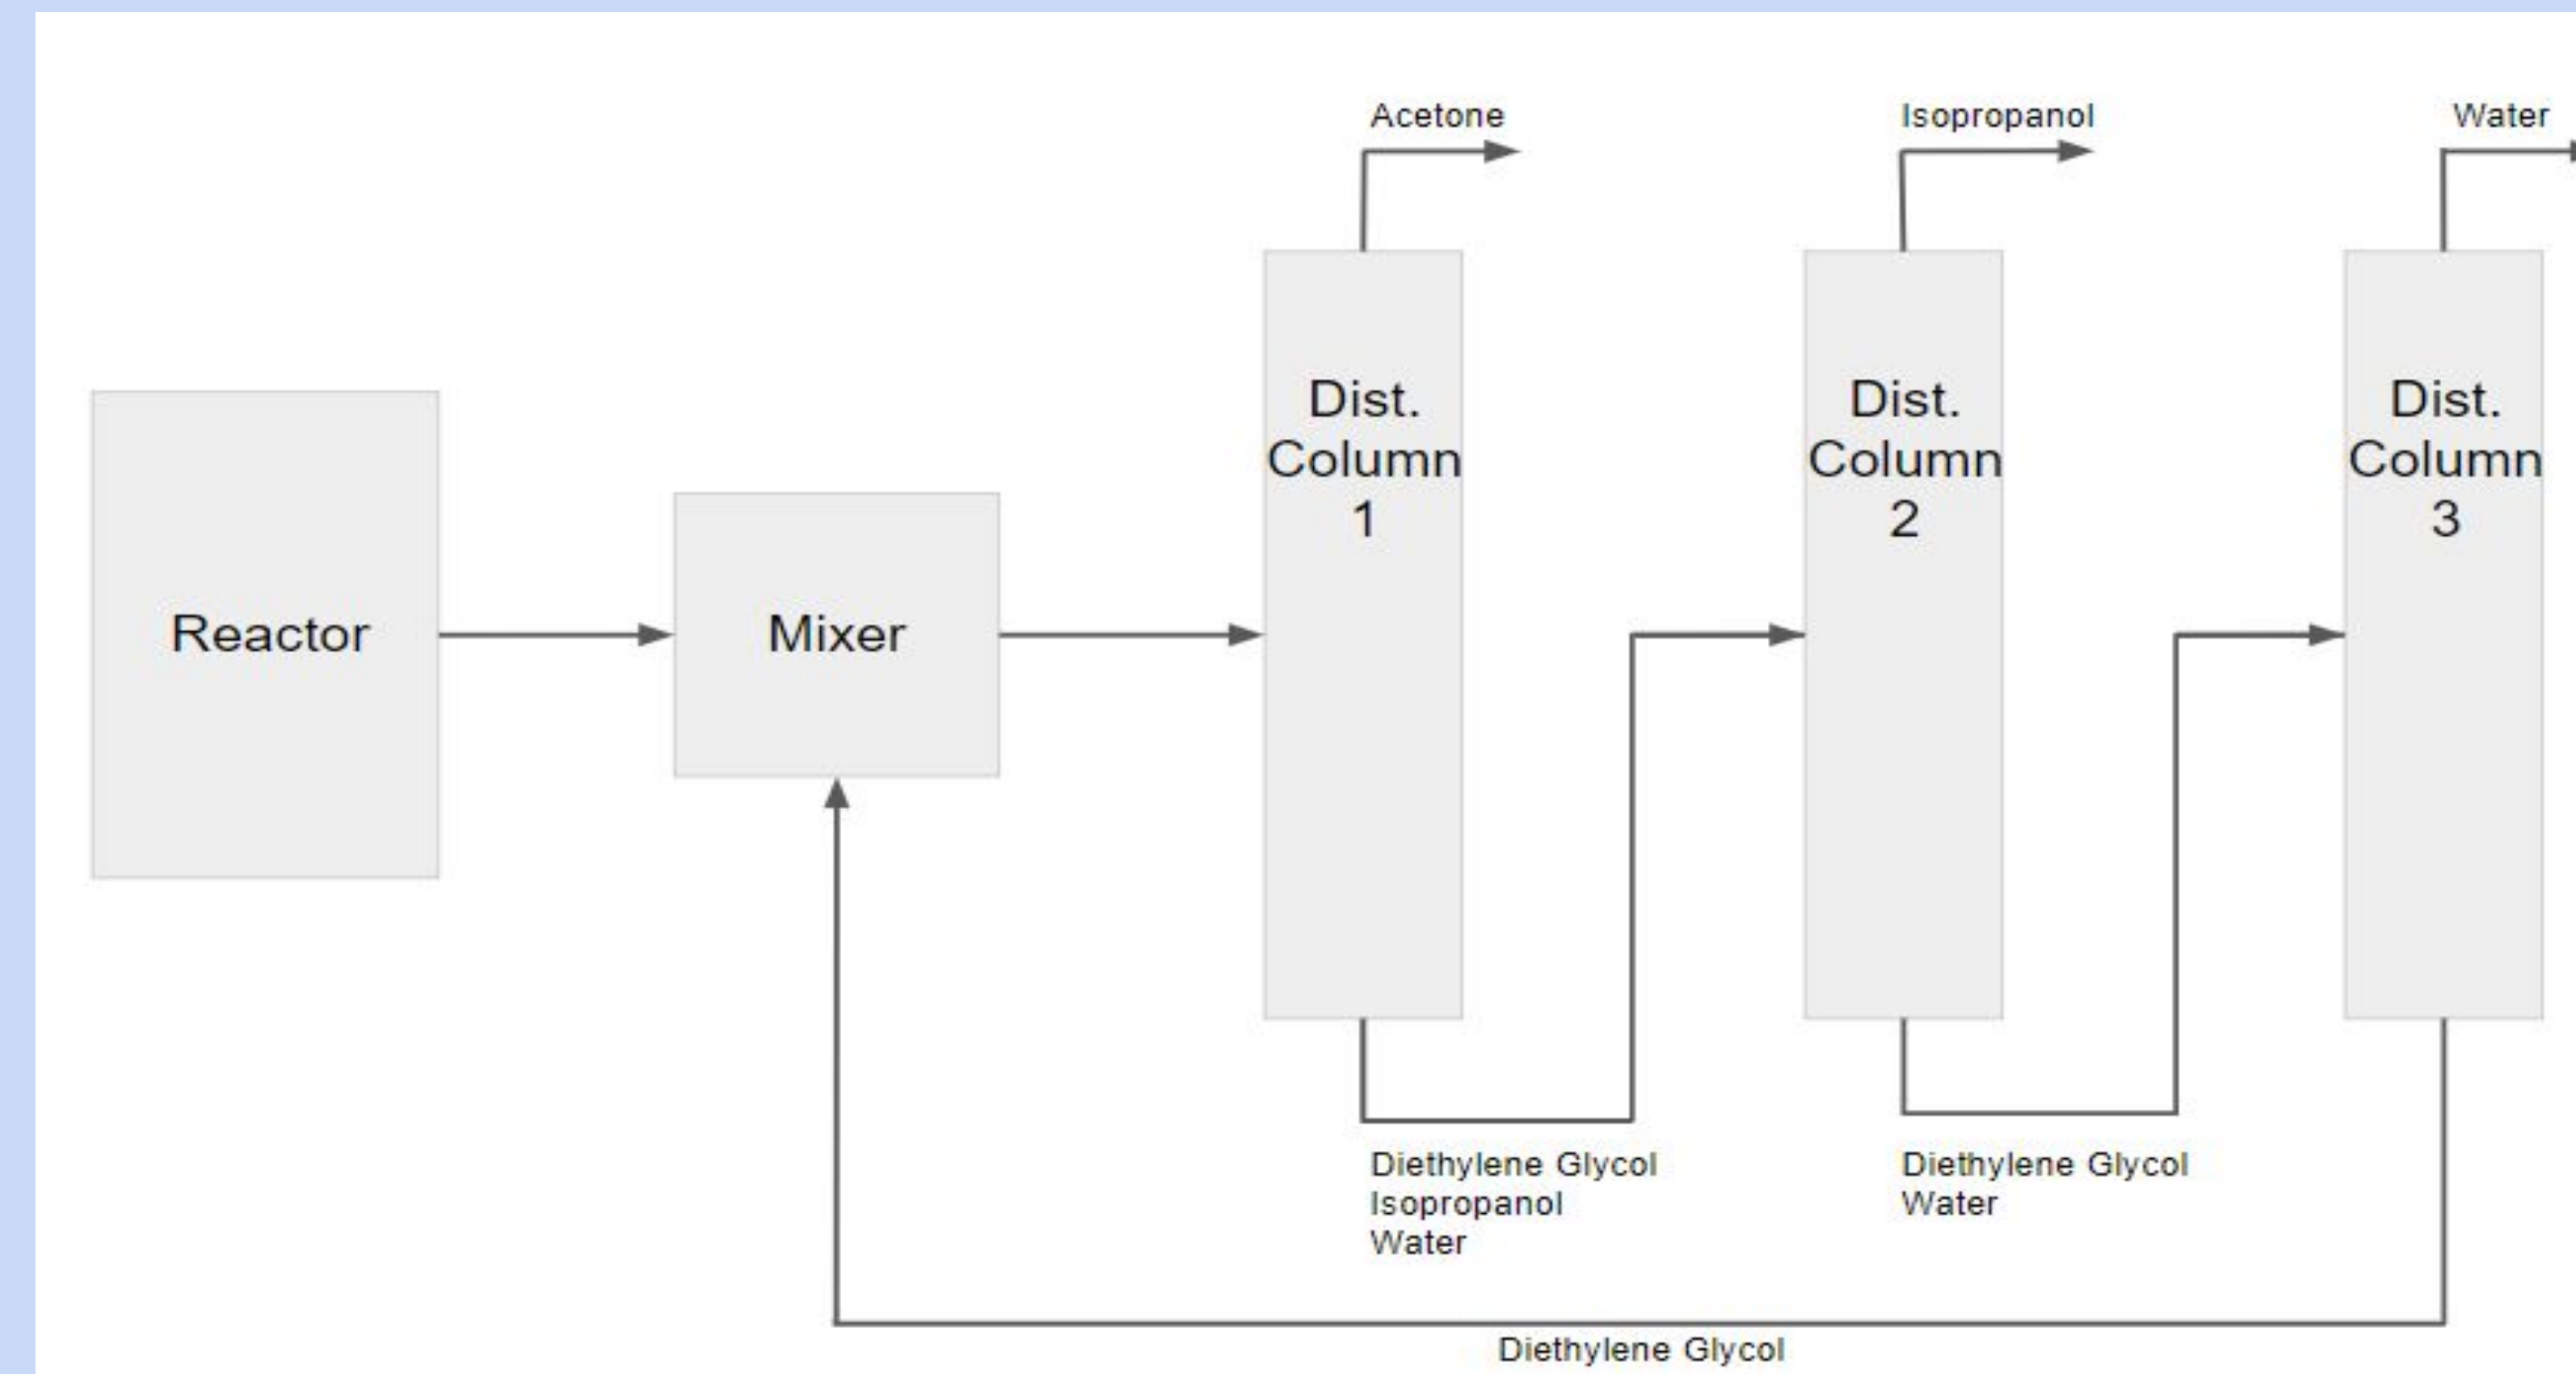 Acetone
Isopropanol
Water
Dist.
Column
1
Dist.
Column
2
Dist.
Column
3
Reactor
Mixer
Diethylene Glycol
Isopropanol
Water
Diethylene Glycol
Water
Diethylene Glycol